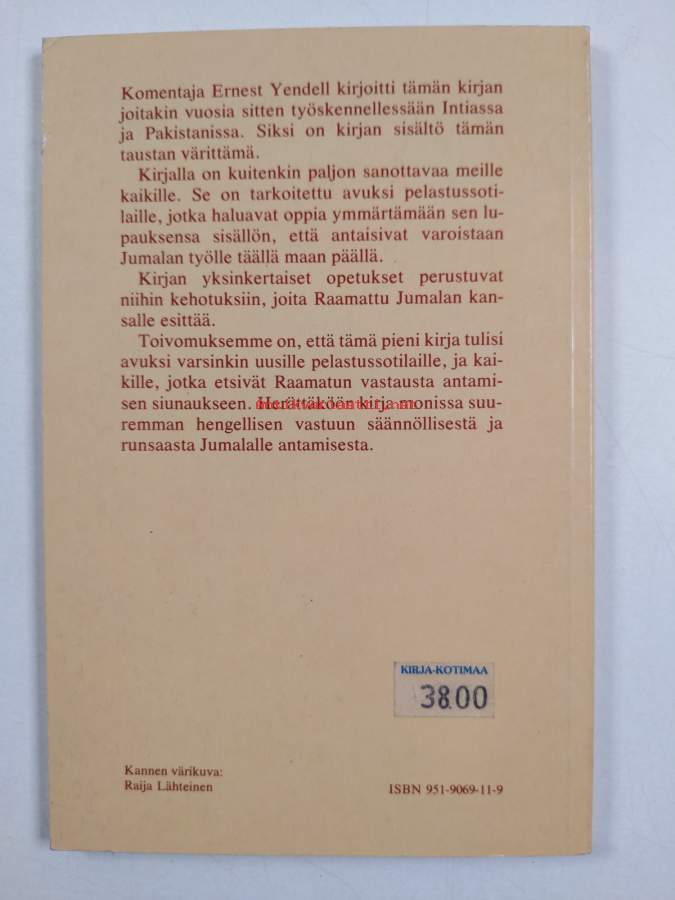 Komentaja Ernest Yendell kirjoitti tämän kirjan
joitakin vuosia sitten työskennellessään Intiassa
ja Pakistanissa. Siksi on kirjan sisältö tämän
taustan värittämä.
Kirjalla on kuitenkin paljon sanottavaa meille
kaikille. Se on tarkoitettu avuksi pelastussoti-
laille, jotka haluavat oppia ymmärtämään sen lu-
pauksensa sisällön, että antaisivat varoistaan
Jumalan työlle täällä maan päällä.
Kirjan yksinkertaiset opetukset perustuvat
niihin kehotuksiin, joita Raamattu Jumalan kan-
salle esittää.
Toivomuksemme on, että tämä pieni kirja tulisi
avuksi varsinkin uusille pelastussotilaille, ja kai-
kille, jotka etsivät Raamatun vastausta antami-
sen siunaukseen. Herättäköön kirja monissa suu-
remman hengellisen vastuun säännöllisestä ja
runsaasta Jumalalle antamisesta.
KIRJA-KOTIMAA
38.00
Kannen värikuva:
Raija Lähteinen
ISBN 951-9069-11-9